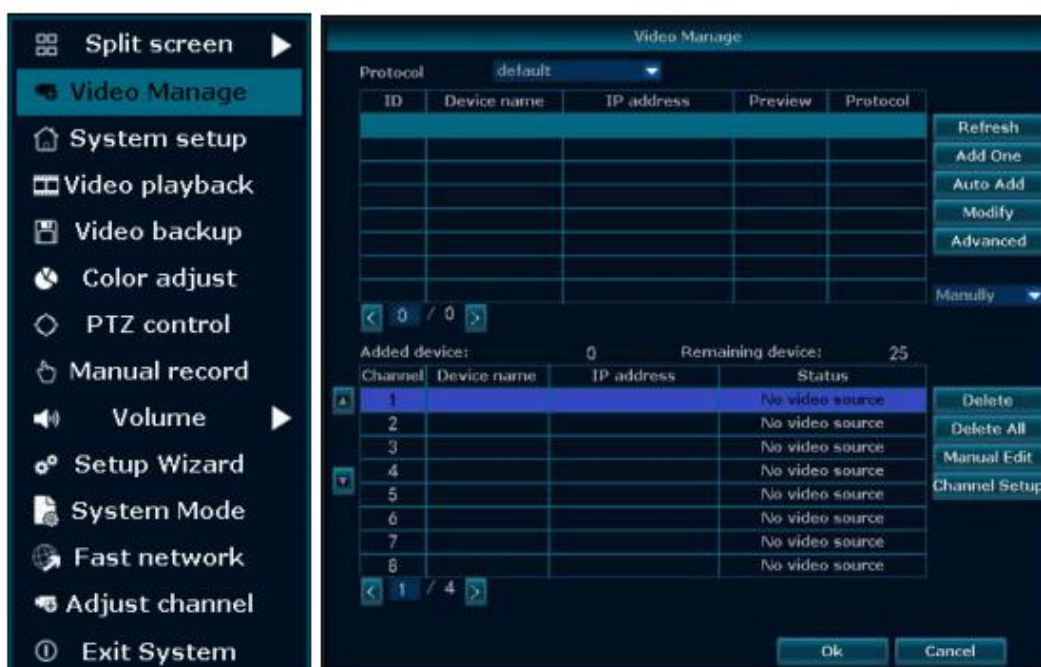 Split screen
Video Manage
System setup
Video playback
Video backup
Color adjust
PTZ control
Manual record
Volume
Setup Wizard
System Mode
Fast network
Adjust channel
Exit System
Video Manage
Protocol default
ID Device name IP address Preview Protocol
Refresh
Add One
Auto Add
Modify
Advanced
Manully
< 0 / 0 >
Added device: 0 Remaining device: 25
Channel Device name IP address Status
1 No video source Delete
2 No video source Delete All
3 No video source
Manual Edit
4 No video source
5 No video source Channel Setup
6 No video source
7 No video source
8 No video source
< 1 / 4 >
Ok Cancel